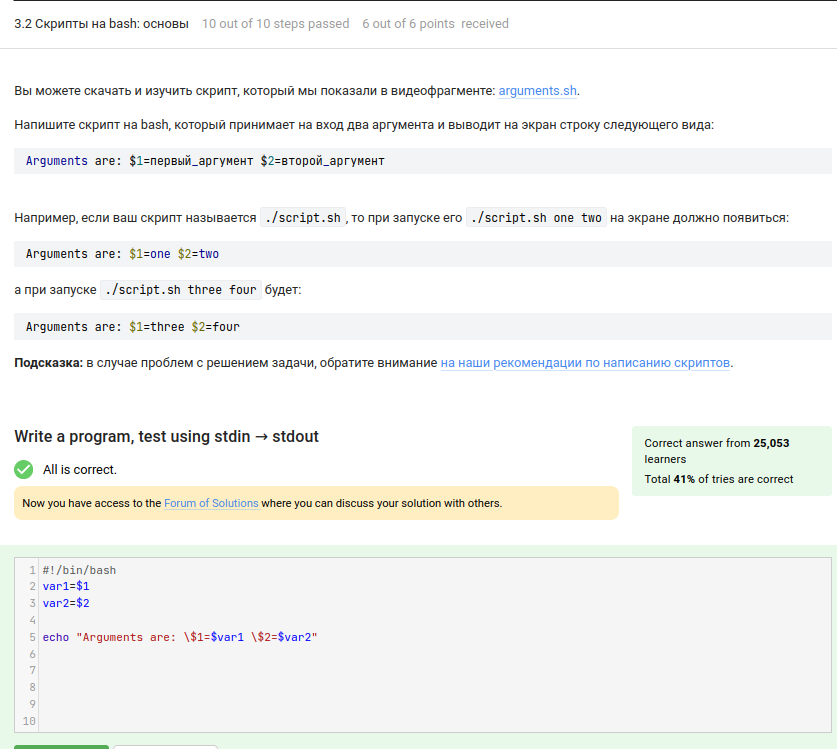 3.2 Скрипты на bash: основы 10 out of 10 steps passed 6 out of 6 points received
Вы можете скачать и изучить скрипт, который мы показали в видеофрагменте: arguments.sh.
Напишите скрипт на bash, который принимает на вход два аргумента и выводит на экран строку следующего вида:
Arguments are: $1=первый_аргумент $2=второй_аргумент
Например, если ваш скрипт называется ./script.sh , то при запуске его ./script.sh one two на экране должно появиться:
Arguments are: $1=one $2=two
а при запуске ./script.sh three four будет:
Arguments are: $1=three $2=four
Подсказка: в случае проблем с решением задачи, обратите внимание на наши рекомендации по написанию скриптов.
Write a program, test using stdin → stdout
All is correct.
Now you have access to the Forum of Solutions where you can discuss your solution with others.
Correct answer from 25,053
learners
Total 41% of tries are correct
1 #!/bin/bash
2 var1=$1
3 var2=$2
4
5 echo "Arguments are: \$1=$var1 \$2=$var2"
6
7
8
9
10